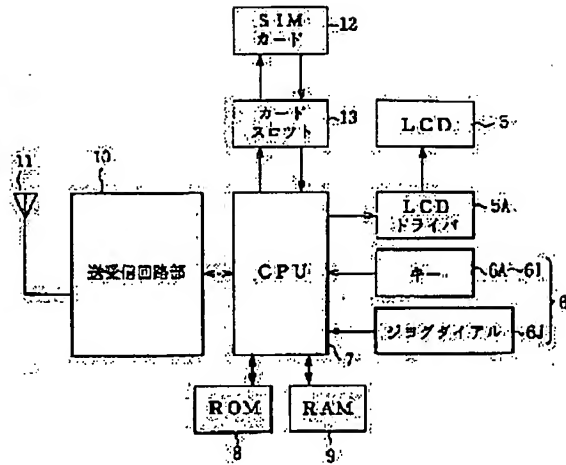 SIM
カード
12
カード
スロット
13
LCD
5
11
10
LCD
ドライバ
5A
送受信回路部
CPU
キー
6A〜6I
6
ジョグダイアル
6J
7
ROM
RAM
8
9